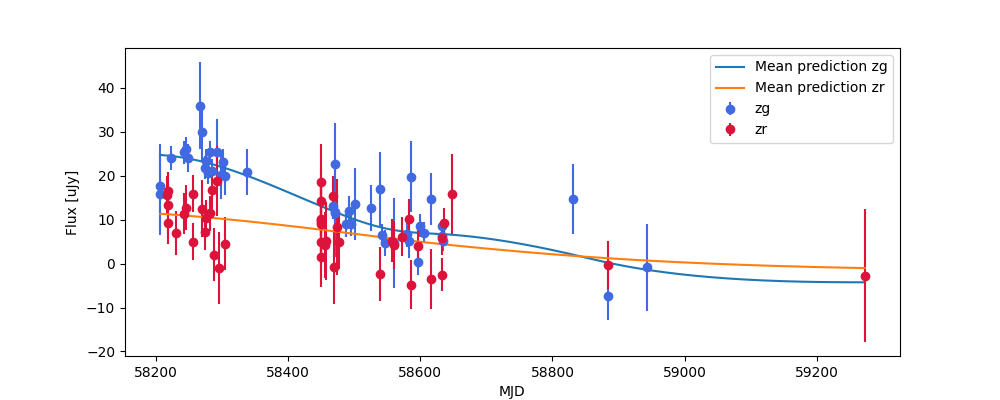 Mean prediction zg
Mean prediction zr
zg
zr
Flux [uJy]
40
30
20
10
0
−10
−20
58200
58400
58600
58800
59000
59200
MJD